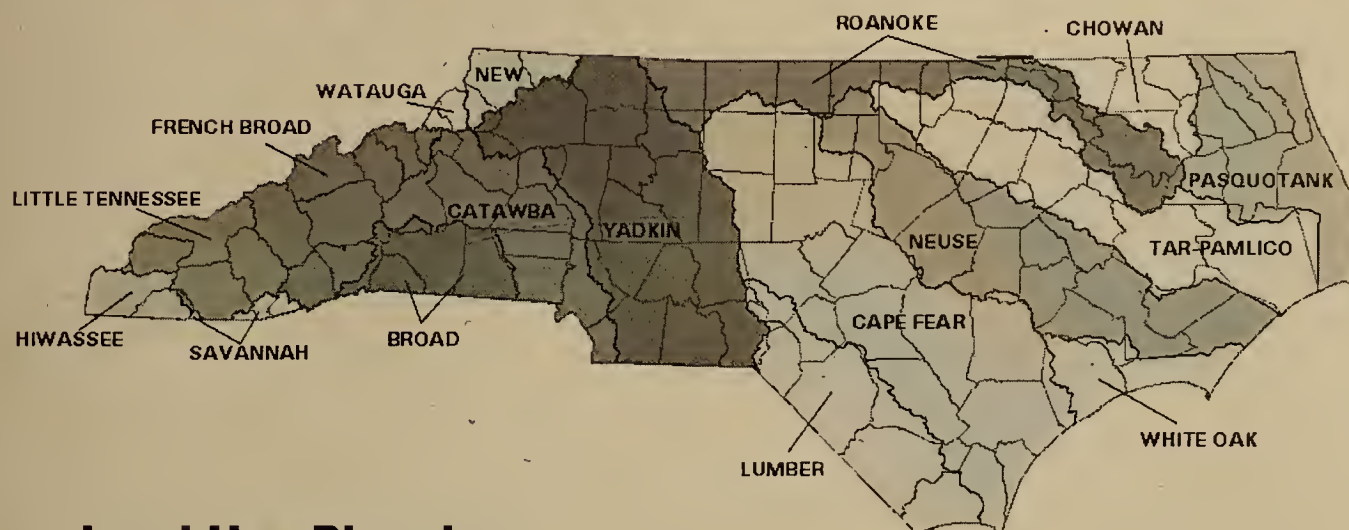 ROANOKE
CHOWAN
NEW
WATAUGA
FRENCH BROAD
LITTLE TENNESSEE
PASQUOTANK
CATAWBA
YADKIN
NEUSE
TAR-PAMLICO
CAPE FEAR
HIWASSEE
SAVANNAH
BROAD
WHITE OAK
LUMBER